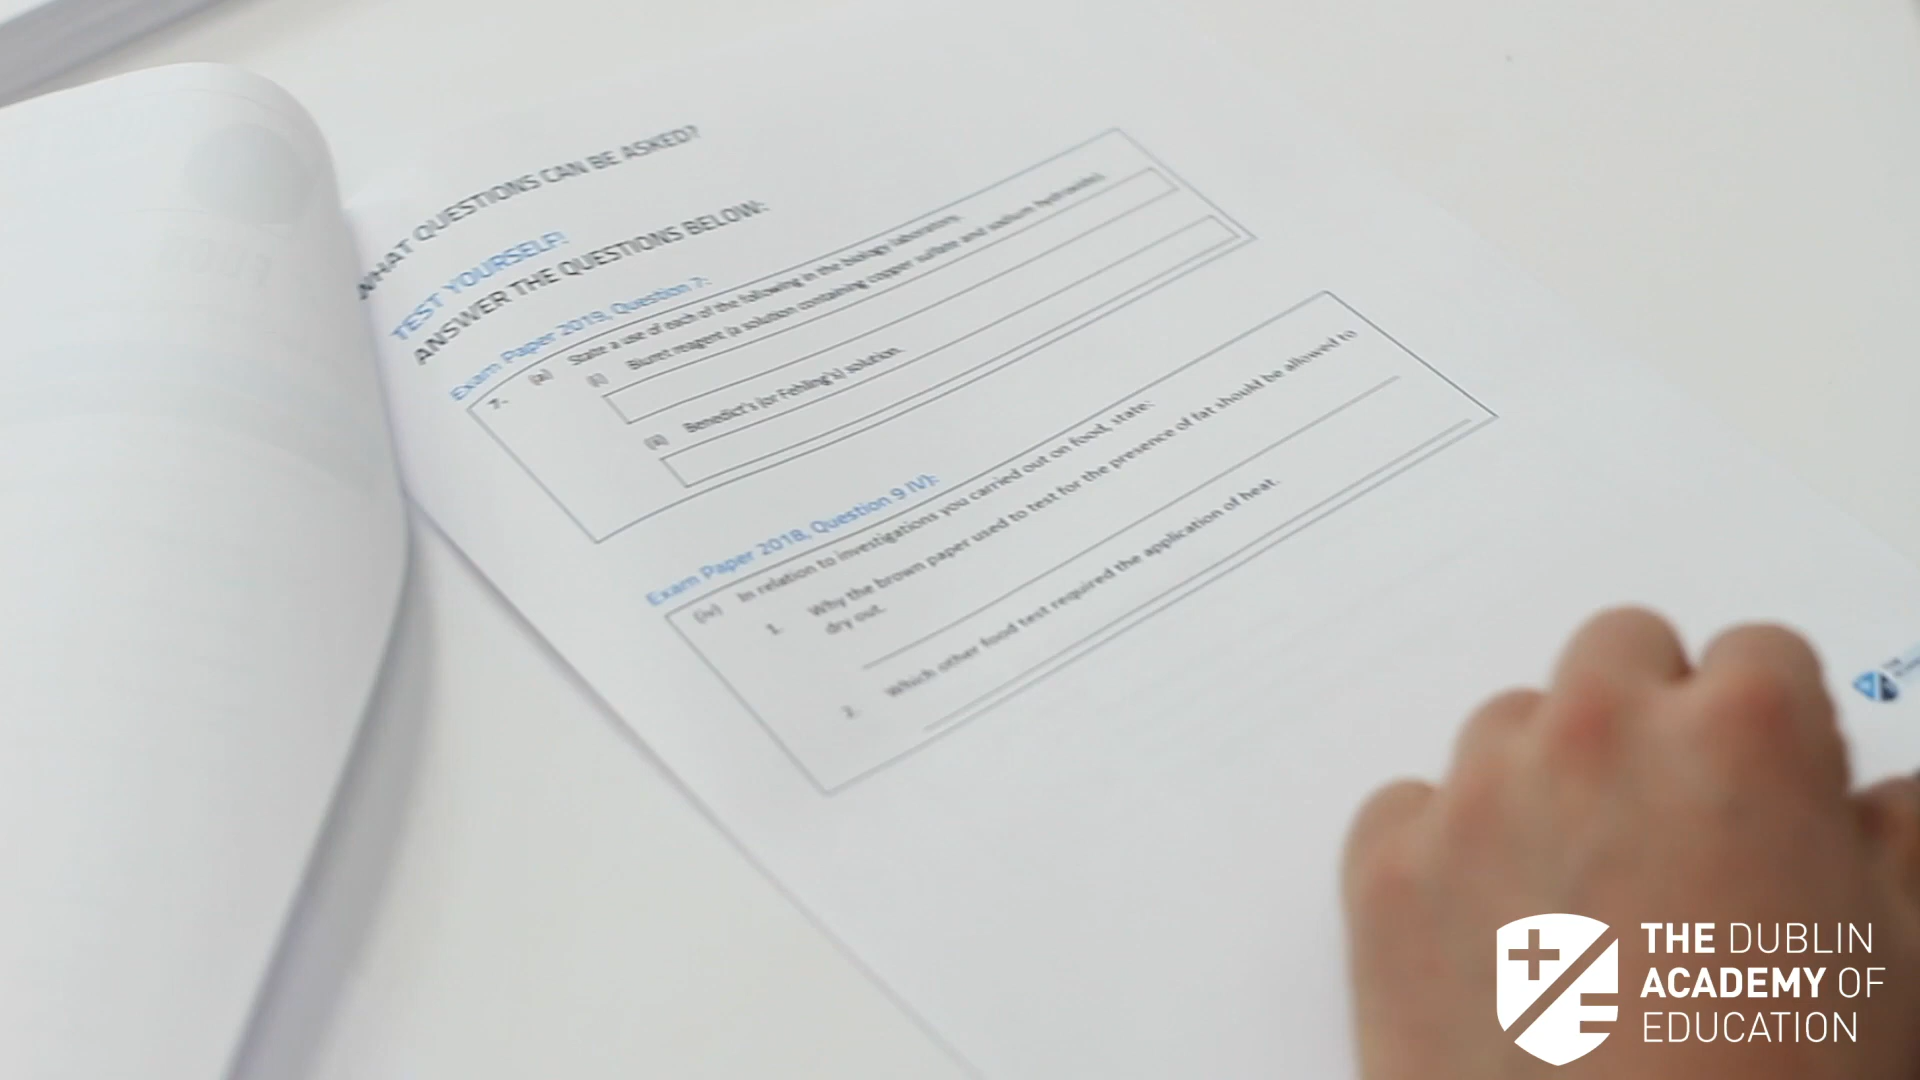 WHAT QUESTIONS CAN BE ASKED?
TEST YOURSELF!
ANSWER THE QUESTIONS BELOW:
Exam Paper 2019, Question 7:
7. (a) State a use of each of the following in the biology laboratory.
(i) Biuret reagent (a solution containing copper sulfate and sodium hydroxide).
(ii) Benedict's (or Fehling's) solution.
Exam Paper 2018, Question 9 IV):
(iv) In relation to investigations you carried out on food, state:
1. Why the brown paper used to test for the presence of fat should be allowed to
dry out.
2. Which other food test required the application of heat.
THE DUBLIN
ACADEMY OF
EDUCATION